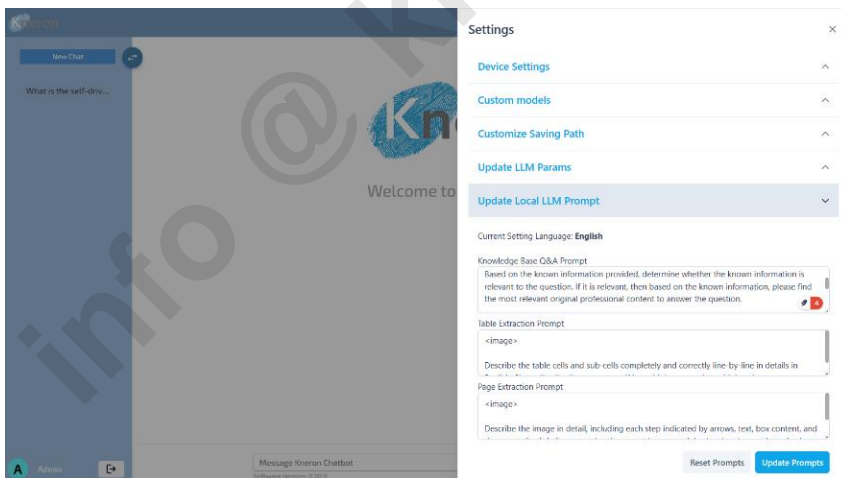 Kneron
New Chat
What is the self-driv...
Welcome to
Message Kneron Chatbot
Admin
A
Settings
Device Settings
Custom models
Customize Saving Path
Update LLM Params
Update Local LLM Prompt
Current Setting Language: English
Knowledge Base Q&A Prompt
Based on the known information provided, determine whether the known information is
relevant to the question. If it is relevant, then based on the known information, please find
the most relevant original professional content to answer the question.
4
Table Extraction Prompt
<image>
Describe the table cells and sub-cells completely and correctly line-by-line in details in
Page Extraction Prompt
<image>
Describe the image in detail, including each step indicated by arrows, text, box content, and
Reset Prompts
Update Prompts
info @ k